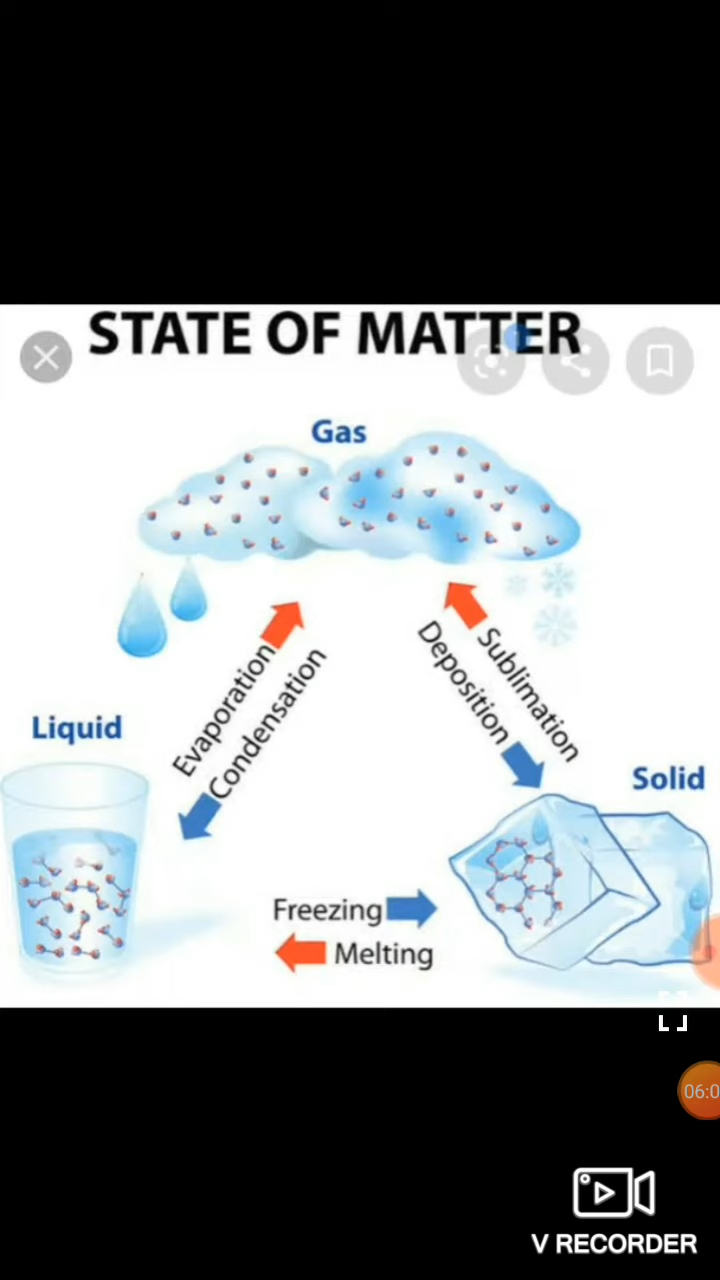 STATE OF MATTER
Gas
Evaporation
Condensation
Sublimation
Deposition
Liquid
Solid
Freezing
Melting
06:0
V RECORDER